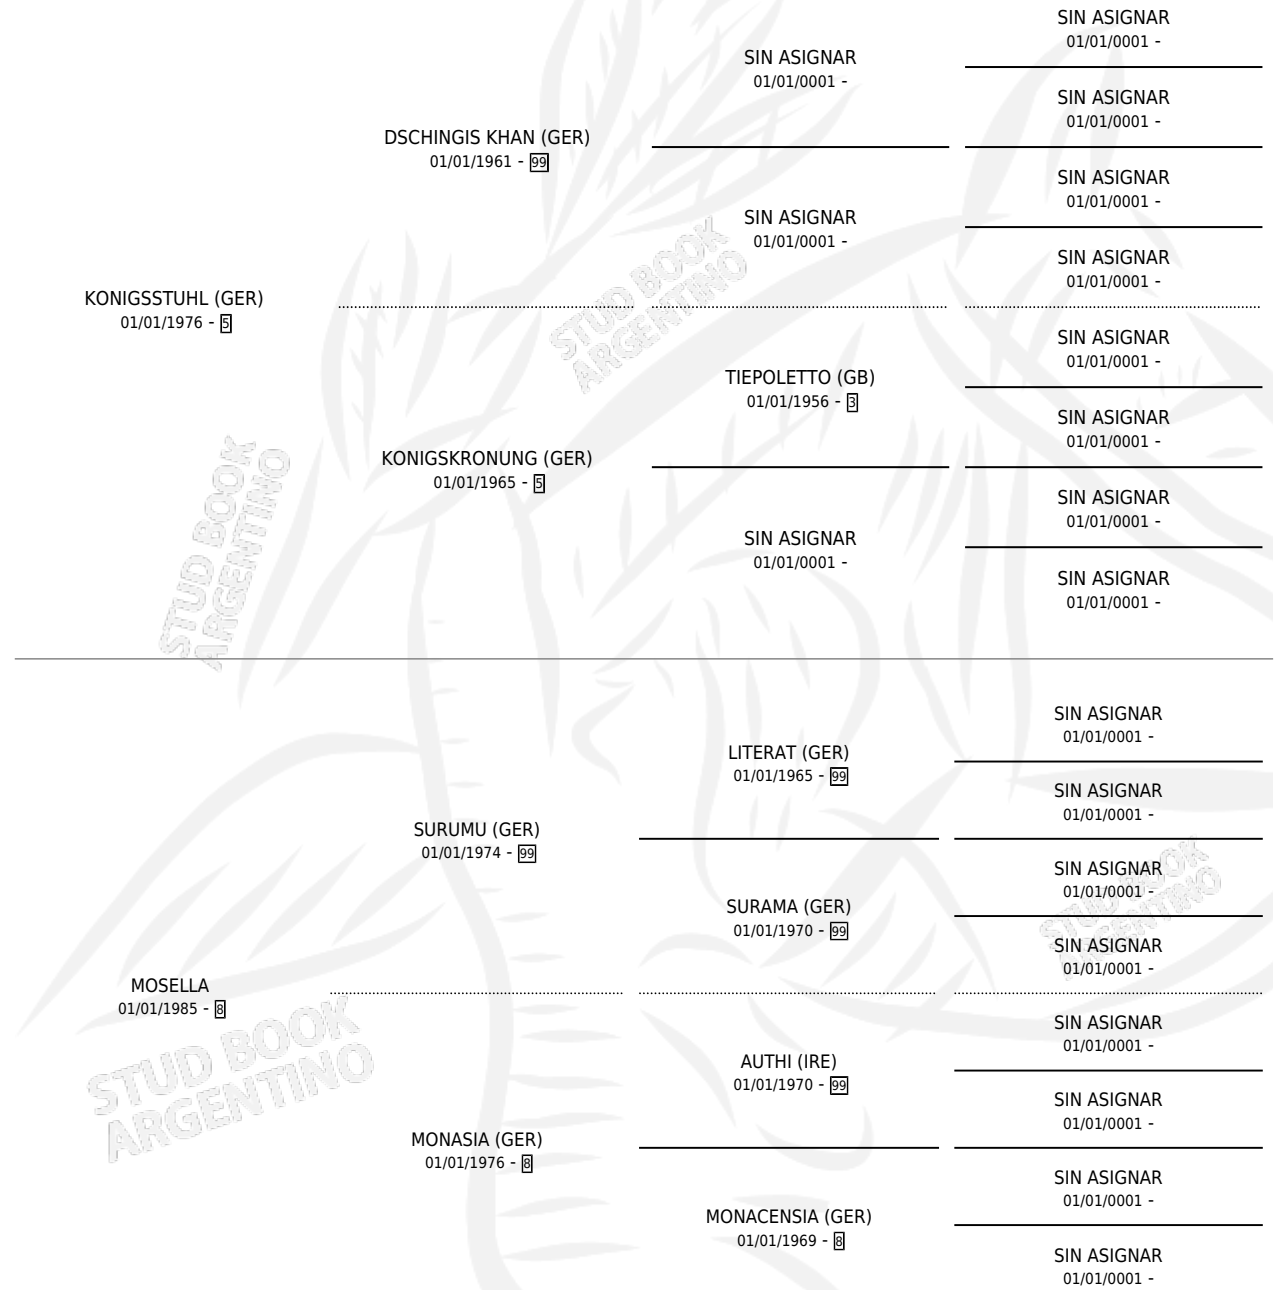 SIN ASIGNAR
01/01/0001 -
SIN ASIGNAR
01/01/0001 -
SIN ASIGNAR
01/01/0001 -
DSCHINGIS KHAN (GER)
01/01/1961 - 99
SIN ASIGNAR
01/01/0001 -
SIN ASIGNAR
01/01/0001 -
SIN ASIGNAR
01/01/0001 -
KONIGSSTUHL (GER)
01/01/1976 - 5
SIN ASIGNAR
01/01/0001 -
TIEPOLETTO (GB)
01/01/1956 - 3
SIN ASIGNAR
01/01/0001 -
KONIGSKRONUNG (GER)
01/01/1965 - 5
SIN ASIGNAR
01/01/0001 -
SIN ASIGNAR
01/01/0001 -
SIN ASIGNAR
01/01/0001 -
STUD BOOK
ARGENTINO
STUD BOOK
ARGENTINO
SIN ASIGNAR
01/01/0001 -
LITERAT (GER)
01/01/1965 - 99
SIN ASIGNAR
01/01/0001 -
SURUMU (GER)
01/01/1974 - 99
SIN ASIGNAR
01/01/0001 -
SURAMA (GER)
01/01/1970 - 99
SIN ASIGNAR
01/01/0001 -
MOSELLA
01/01/1985 - 8
SIN ASIGNAR
01/01/0001 -
AUTHI (IRE)
01/01/1970 - 99
SIN ASIGNAR
01/01/0001 -
MONASIA (GER)
01/01/1976 - 8
SIN ASIGNAR
01/01/0001 -
MONACENSIA (GER)
01/01/1969 - 8
SIN ASIGNAR
01/01/0001 -
STUD BOOK
ARGENTINO
STUD BOOK
ARGENTINO